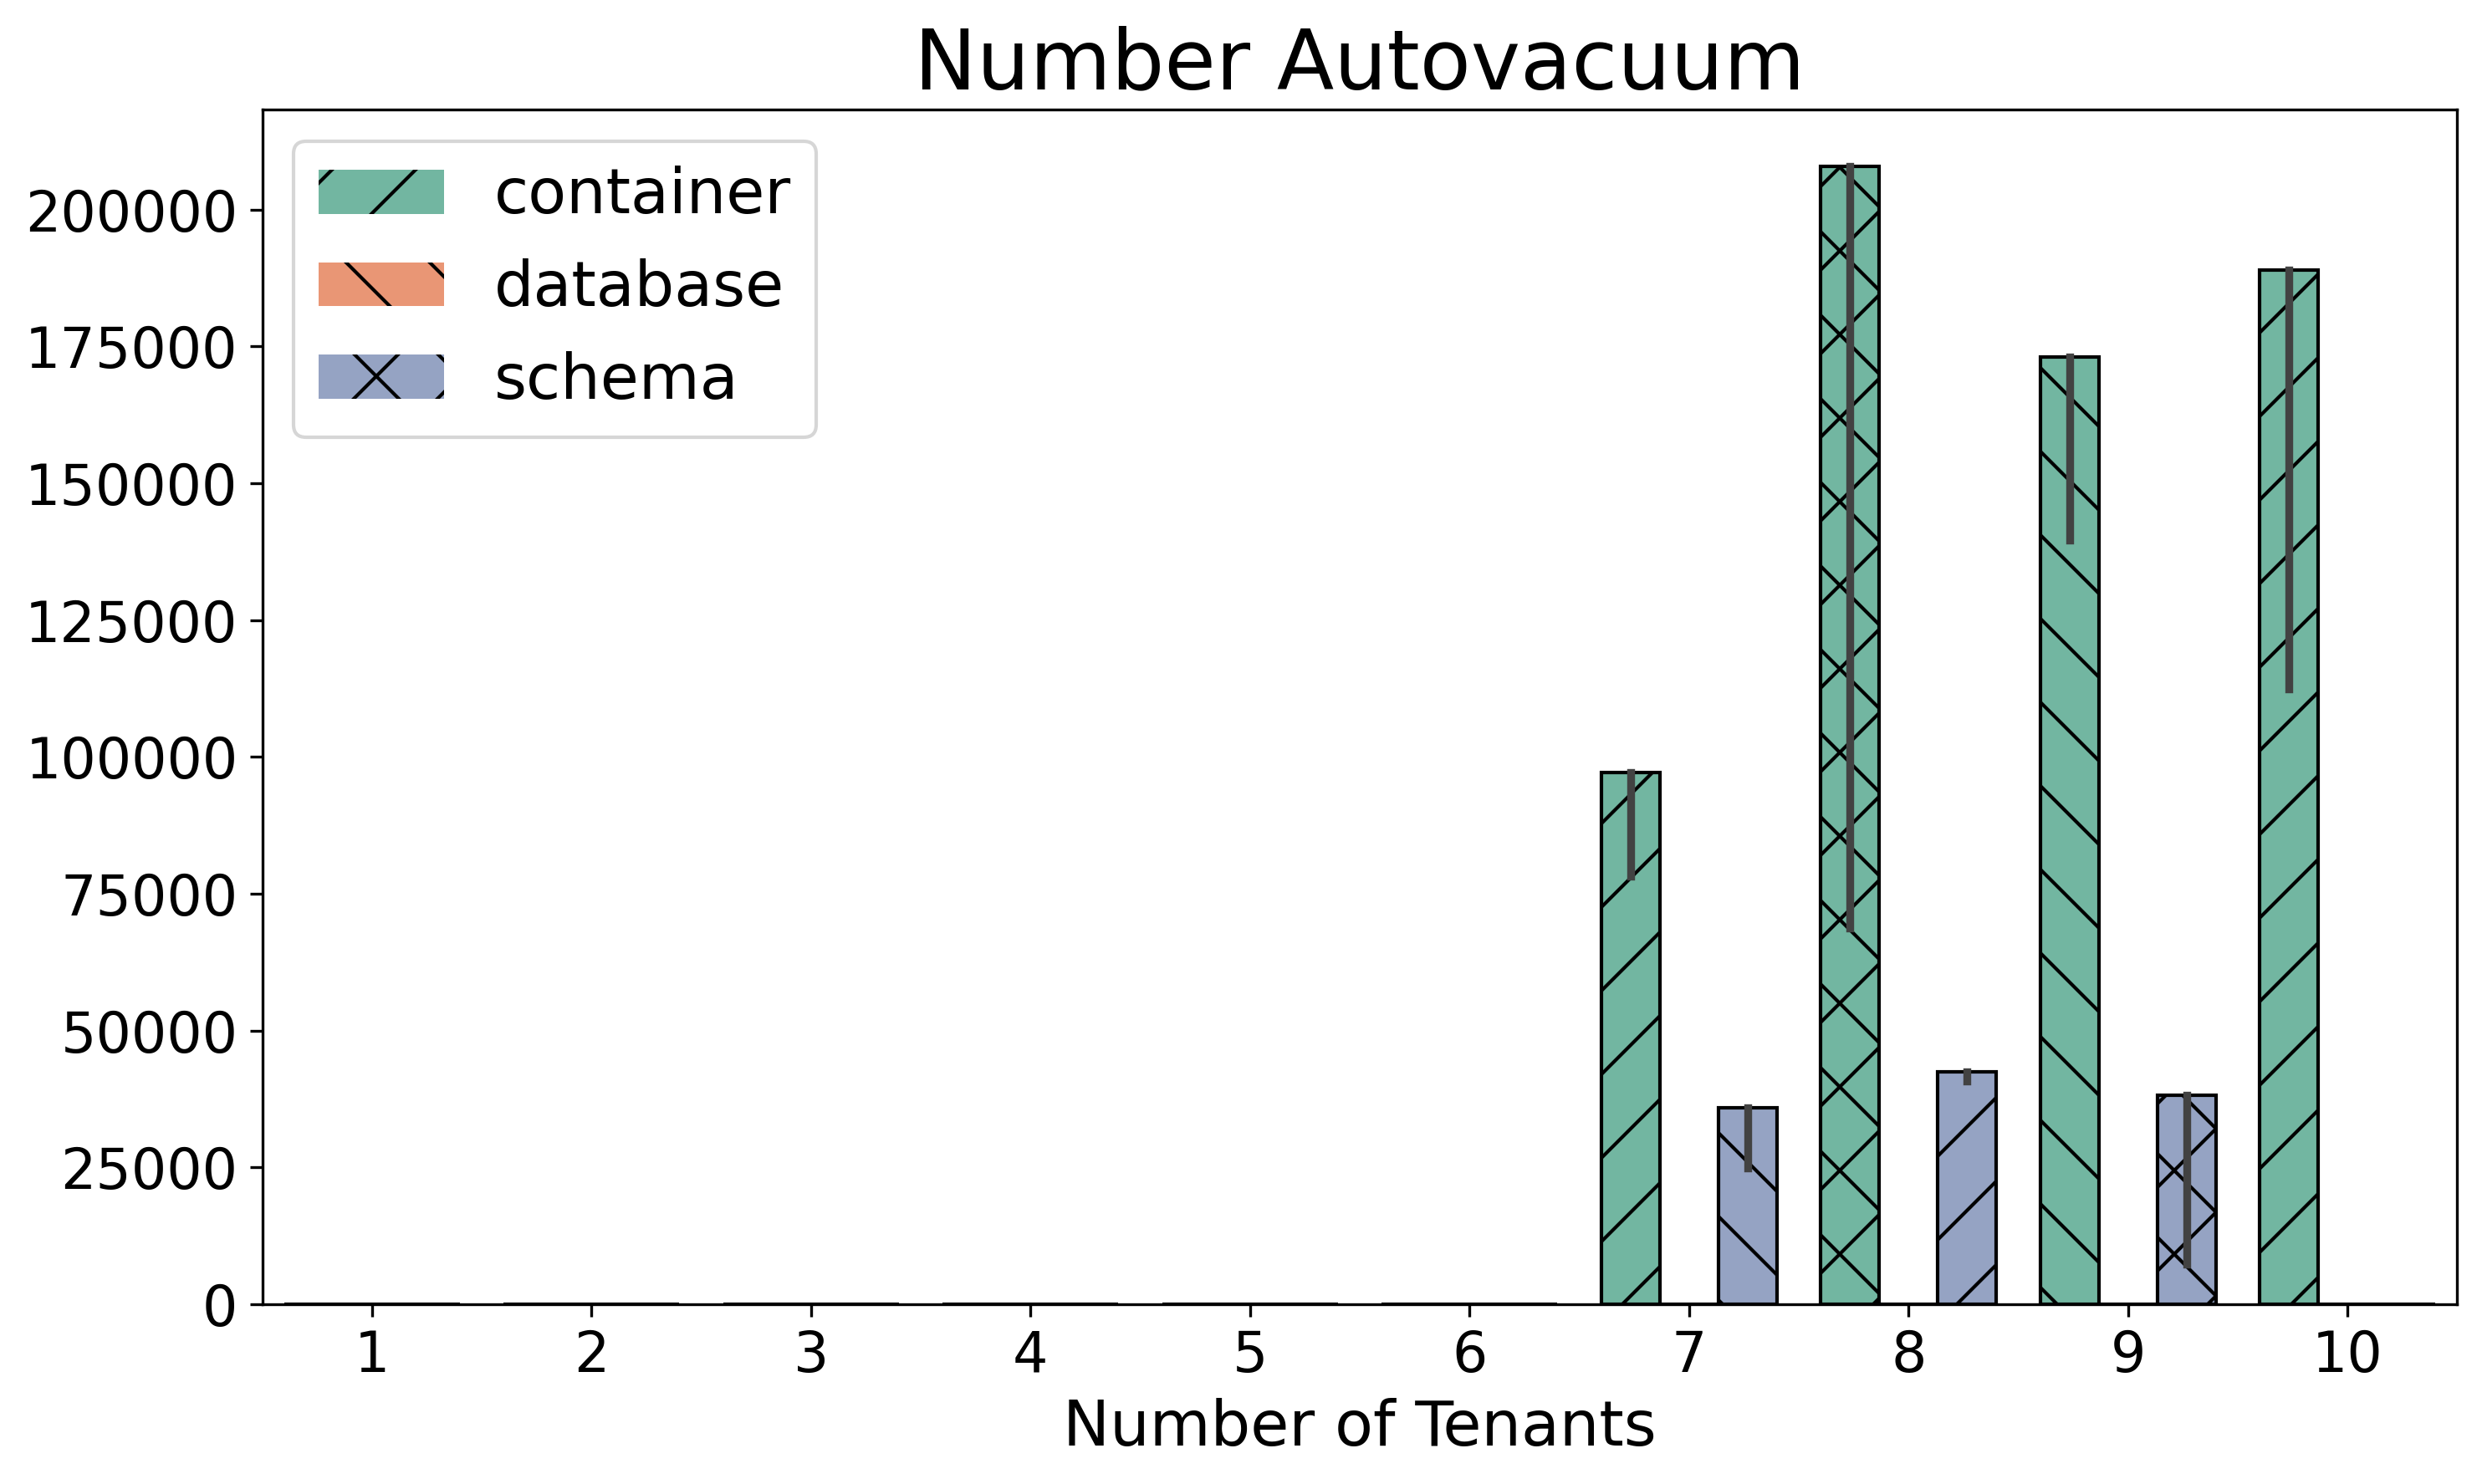 Number Autovacuum
container
database
schema
200000
175000
150000
125000
100000
75000
50000
25000
0
1 2 3 4 5 6 7 8 9 10
Number of Tenants